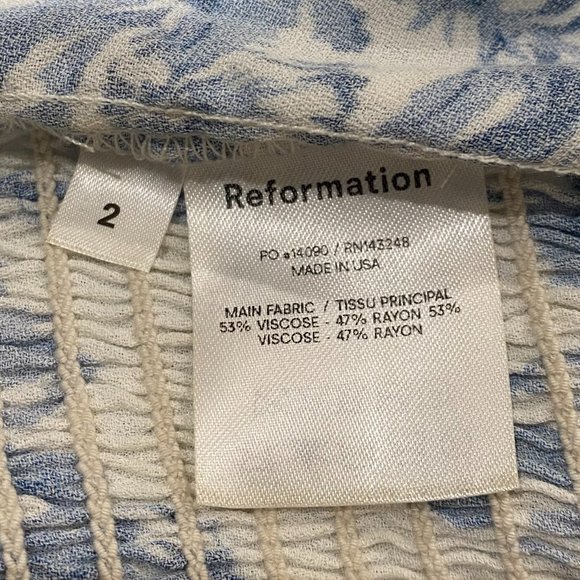 2
Reformation
PO #14090 / RN143248
MADE IN USA
MAIN FABRIC / TISSU PRINCIPAL
53% VISCOSE - 47% RAYON 53%
VISCOSE - 47% RAYON